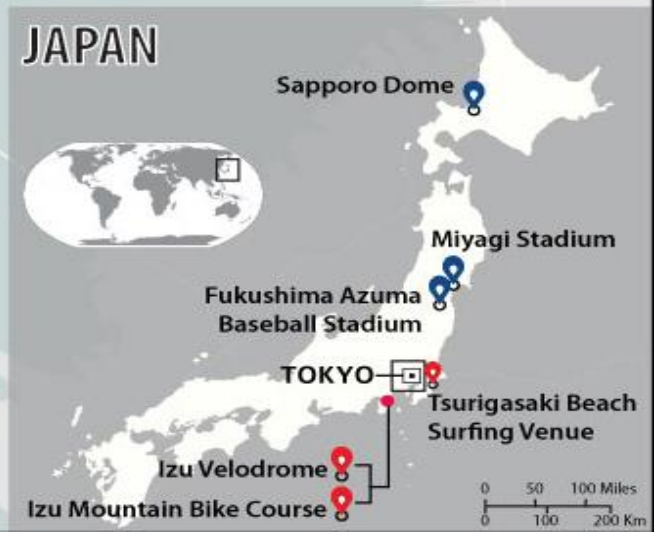 JAPAN
Sapporo Dome
Miyagi Stadium
Fukushima Azuma
Baseball Stadium
TOKYO
Tsurigasaki Beach
Surfing Venue
Izu Velodrome
Izu Mountain Bike Course
0 50 100 Miles
0 100 200 Km